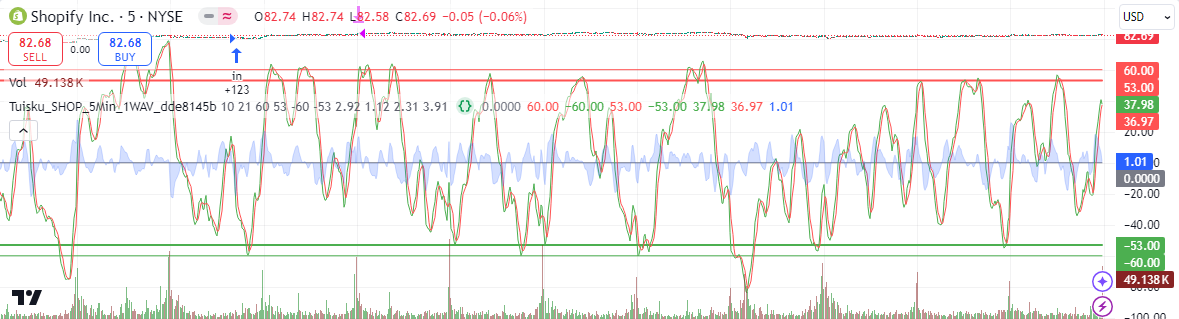 Shopify Inc. · 5 · NYSE O82.74 H82.74 L82.58 C82.69 −0.05 (−0.06%)
USD
82.68 SELL
0.00
82.68 BUY
82.69
Vol 49.138K
in
+123
Tuisku_SHOP_5Min_1WAV_dde8145b 10 21 60 53 -60 -53 2.92 1.12 2.31 3.91 0.0000 60.00 −60.00 53.00 −53.00 37.98 36.97 1.01
60.00
53.00
37.98
36.97
20.00
1.01
0.0000
−20.00
−40.00
−53.00
−60.00
49.138K
−100.00